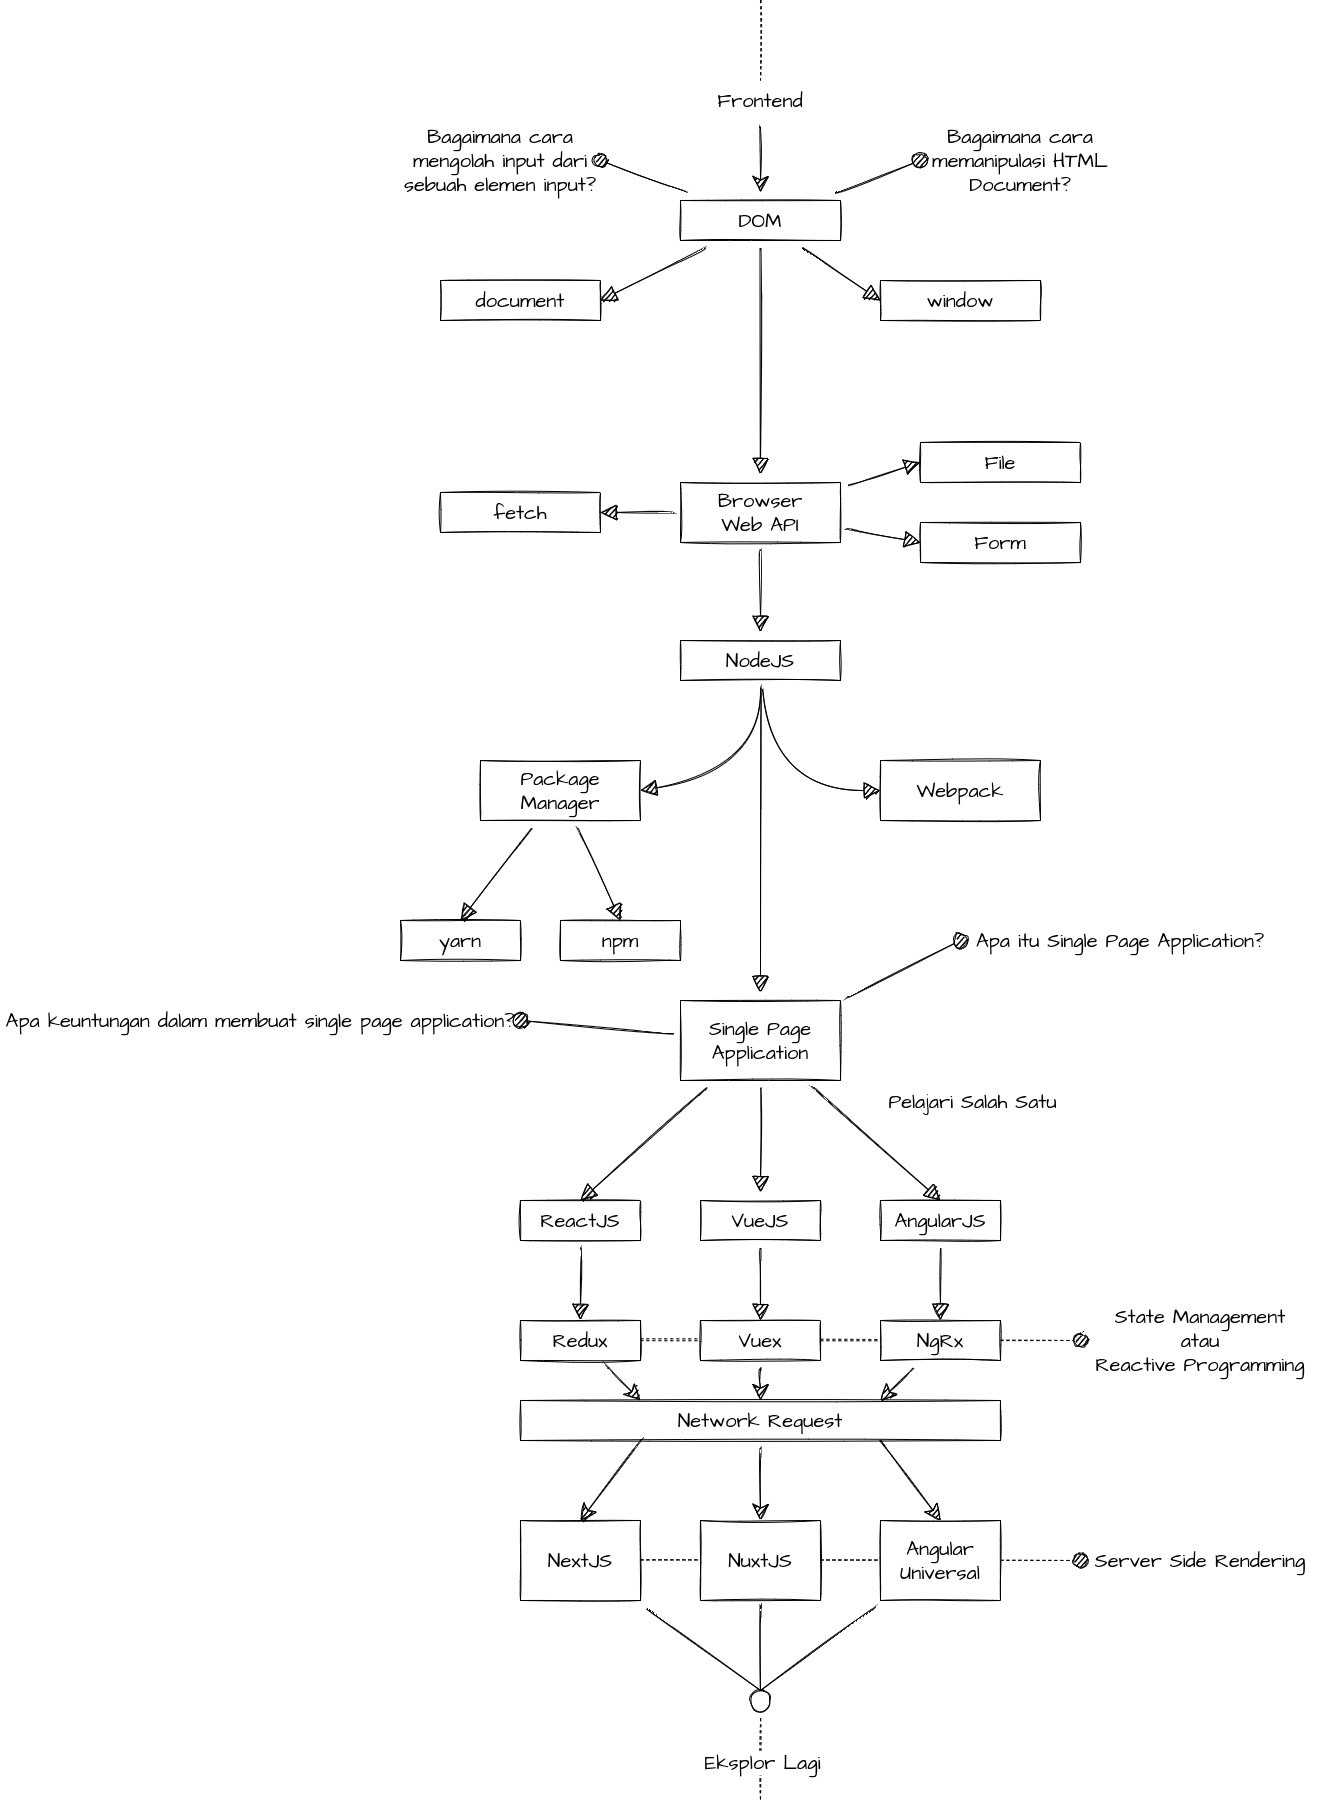 Frontend
Bagaimana cara
mengolah input dari
sebuah elemen input?
Bagaimana cara
memanipulasi HTML
Document?
DOM
document
window
File
Browser
Web API
fetch
Form
NodeJS
Package
Manager
Webpack
yarn
npm
Apa itu Single Page Application?
Apa keuntungan dalam membuat single page application?
Single Page
Application
Pelajari Salah Satu
ReactJS
VueJS
AngularJS
Redux
Vuex
NgRx
State Management
atau
Reactive Programming
Network Request
NextJS
NuxtJS
Angular
Universal
Server Side Rendering
Eksplor Lagi